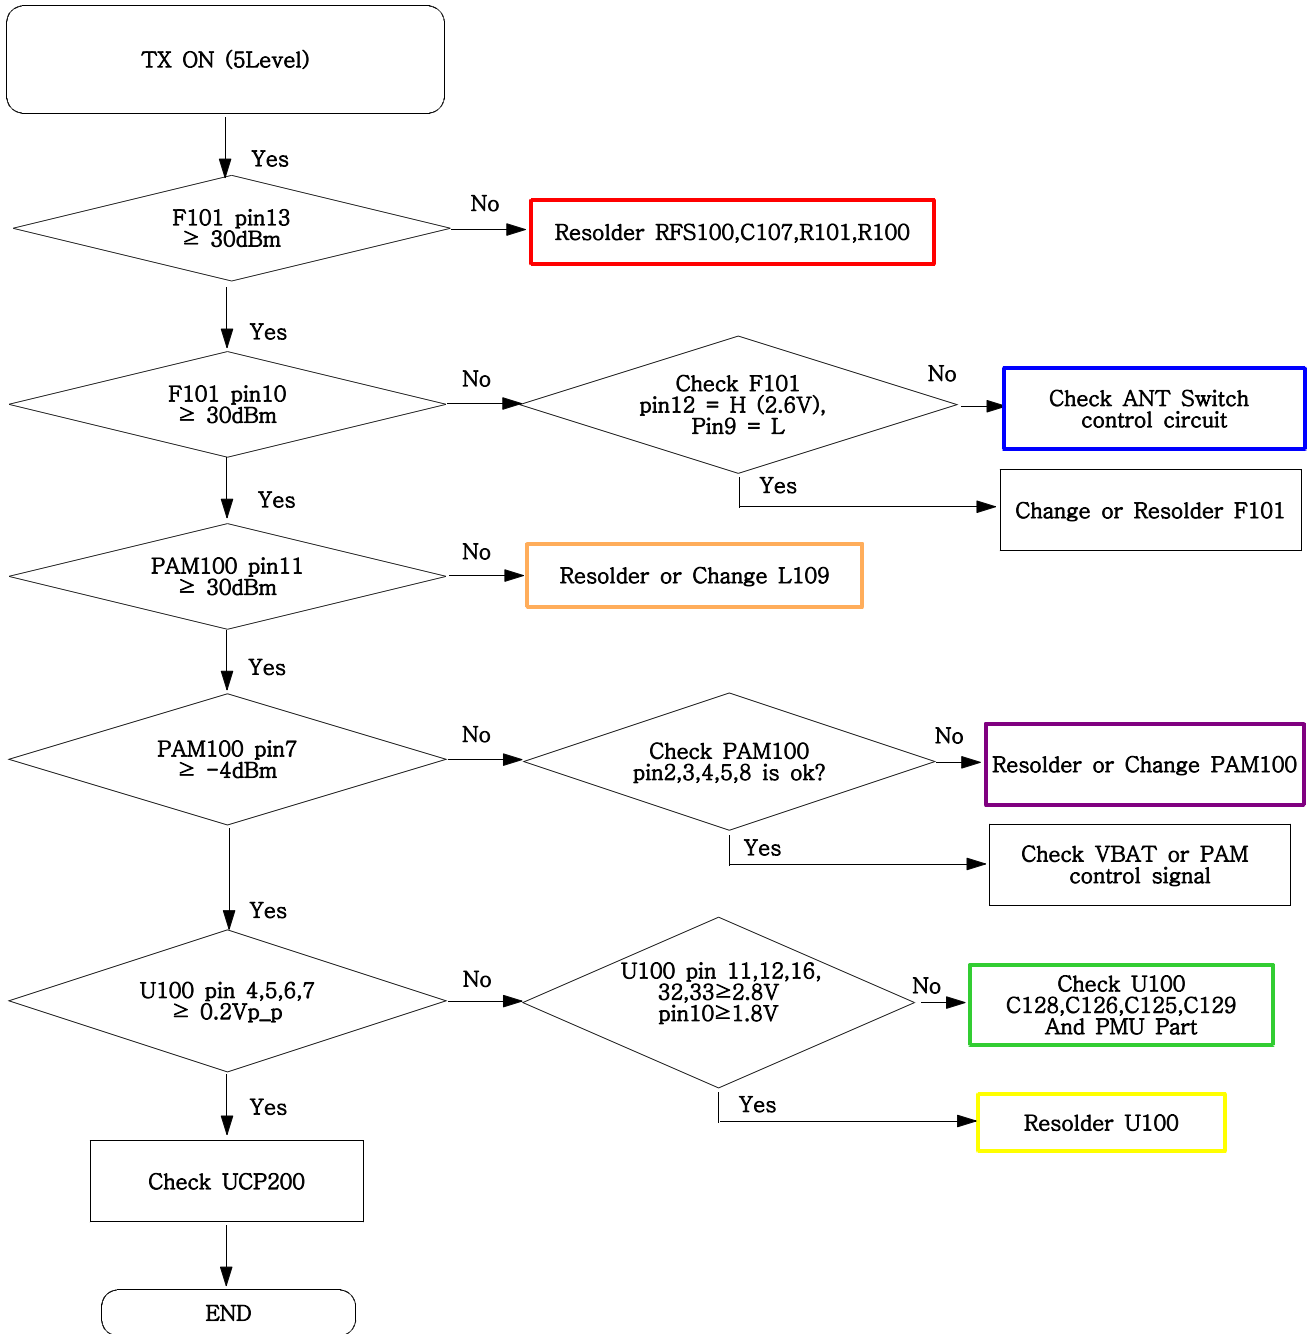 TX ON (5Level)
Yes
F101 pin13
≥ 30dBm
No
Resolder RFS100,C107,R101,R100
Yes
F101 pin10
≥ 30dBm
No
Check F101
pin12 = H (2.6V),
Pin9 = L
No
Check ANT Switch
control circuit
Yes
Change or Resolder F101
Yes
PAM100 pin11
≥ 30dBm
No
Resolder or Change L109
Yes
PAM100 pin7
≥ -4dBm
No
Check PAM100
pin2,3,4,5,8 is ok?
No
Resolder or Change PAM100
Yes
Check VBAT or PAM
control signal
Yes
U100 pin 4,5,6,7
≥ 0.2Vp_p
No
U100 pin 11,12,16,
32,33≥2.8V
pin10≥1.8V
No
Check U100
C128,C126,C125,C129
And PMU Part
Yes
Resolder U100
Yes
Check UCP200
END